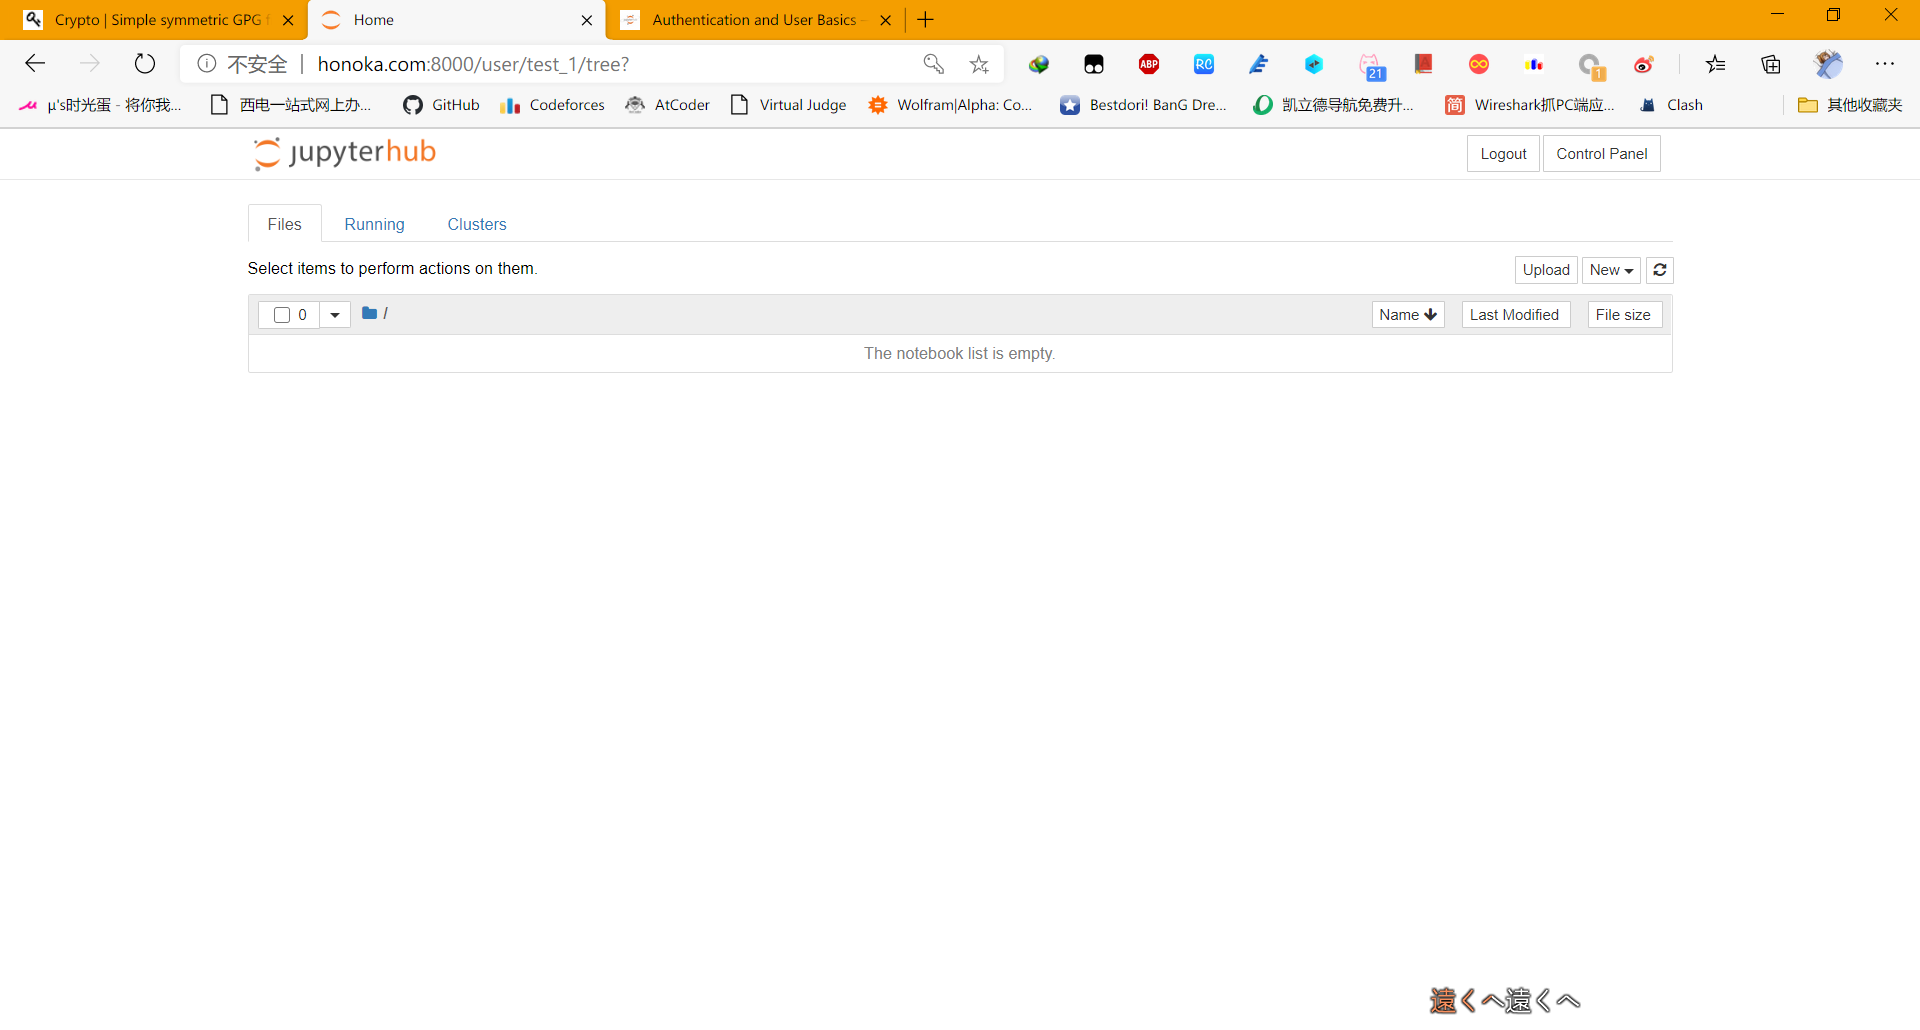 Crypto | Simple symmetric GPG f
Home
Authentication and User Basics –
不安全 | honoka.com:8000/user/test_1/tree?
ABP
RC
21
1
μ's时光蛋 - 将你我...
西电一站式网上办...
GitHub
Codeforces
AtCoder
Virtual Judge
Wolfram|Alpha: Co...
Bestdori! BanG Dre...
凯立德导航免费升...
简 Wireshark抓PC端应...
Clash
其他收藏夹
jupyterhub
Logout
Control Panel
Files
Running
Clusters
Select items to perform actions on them.
Upload
New
0
/
Name
Last Modified
File size
The notebook list is empty.
遠くへ遠くへ